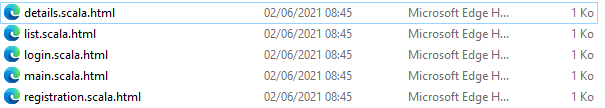 details.scala.html 02/06/2021 08:45 Microsoft Edge H... 1 Ko
list.scala.html 02/06/2021 08:45 Microsoft Edge H... 1 Ko
login.scala.html 02/06/2021 08:45 Microsoft Edge H... 1 Ko
main.scala.html 02/06/2021 08:45 Microsoft Edge H... 1 Ko
registration.scala.html 02/06/2021 08:45 Microsoft Edge H... 1 Ko